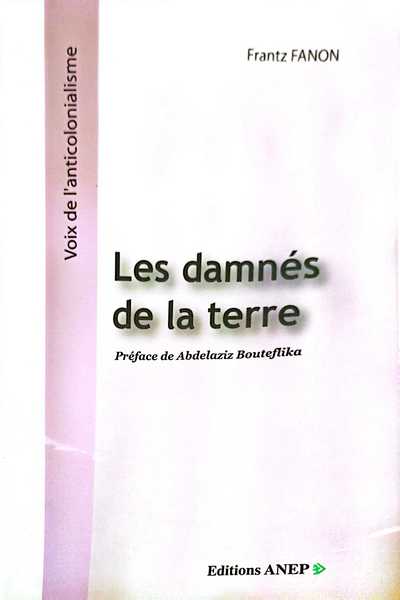 Frantz FANON
Voix de l'anticolonialisme
Les damnés
de la terre
Préface de Abdelaziz Bouteflika
Editions ANEP